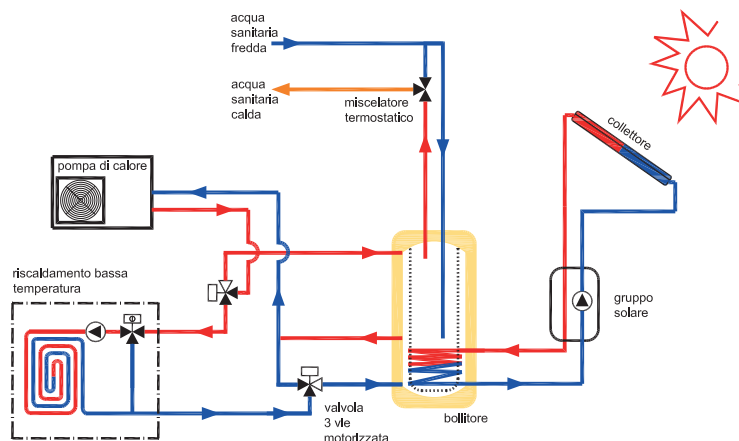 acqua
sanitaria
fredda
acqua
sanitaria
calda
miscelatore
termostatico
collettore
pompa di calore
riscaldamento bassa
temperatura
gruppo
solare
valvola
3 vle
motorizzata
bollitore